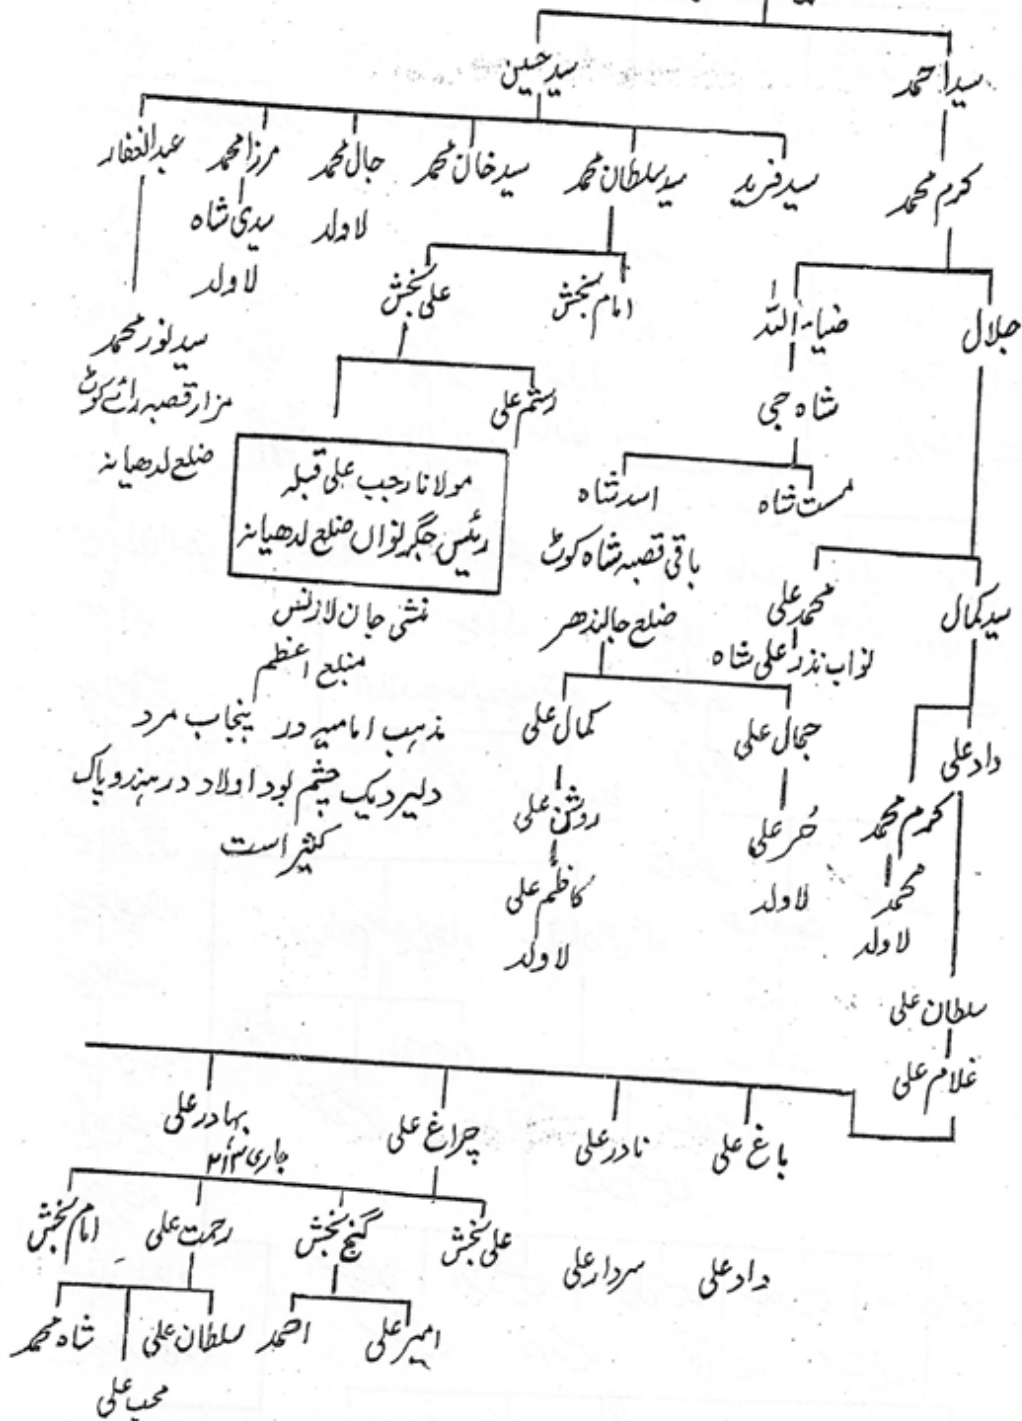 سید احمد
سید حسین
کرم محمد
سید فرید
سید سلطان محمد
سید خان محمد
جال محمد
لاولد
مرزا محمد
سیدی شاہ
لاولد
عبدالغفار
سید نور محمد
مزار قصبہ رائے کوٹ
ضلع لدھیانہ
جلال
ضیاء اللہ
شاہ جی
امام بخش
علی بخش
رستم علی
مولانا رجب علی قبلہ
رئیس جگرانواں ضلع لدھیانہ
منشی جان لارنس
مبلغ اعظم
مذہب امامیہ در پنجاب مرد
دلیر دیک چشم بود اولاد در ہند و پاک
کثیر است
مست شاہ
اسد شاہ
باقی قصبہ شاہ کوٹ
ضلع جالندھر
سید کمال
محمد علی
نواب نذر علی شاہ
جمال علی
کمال علی
حُر علی
لاولد
روشن علی
کاظم علی
لاولد
داد علی
کرم محمد
محمد
لاولد
سلطان علی
غلام علی
باغ علی
نادر علی
چراغ علی
بہادر علی
جاری ۲۱۳
داد علی
سردار علی
علی بخش
گنج بخش
رحمت علی
امام بخش
امیر علی
احمد
سلطان علی
شاہ محمد
محب علی